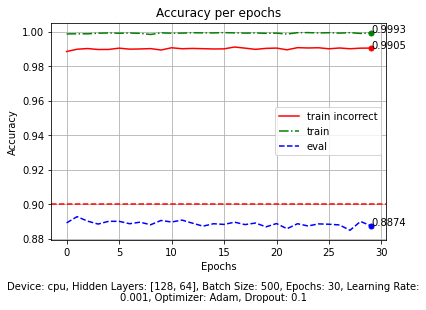 Accuracy per epochs
1.00
0.98
0.96
0.94
0.92
0.90
0.88
Accuracy
0.9993
0.9905
0.8874
train incorrect
train
eval
0 5 10 15 20 25 30
Epochs
Device: cpu, Hidden Layers: [128, 64], Batch Size: 500, Epochs: 30, Learning Rate:
0.001, Optimizer: Adam, Dropout: 0.1